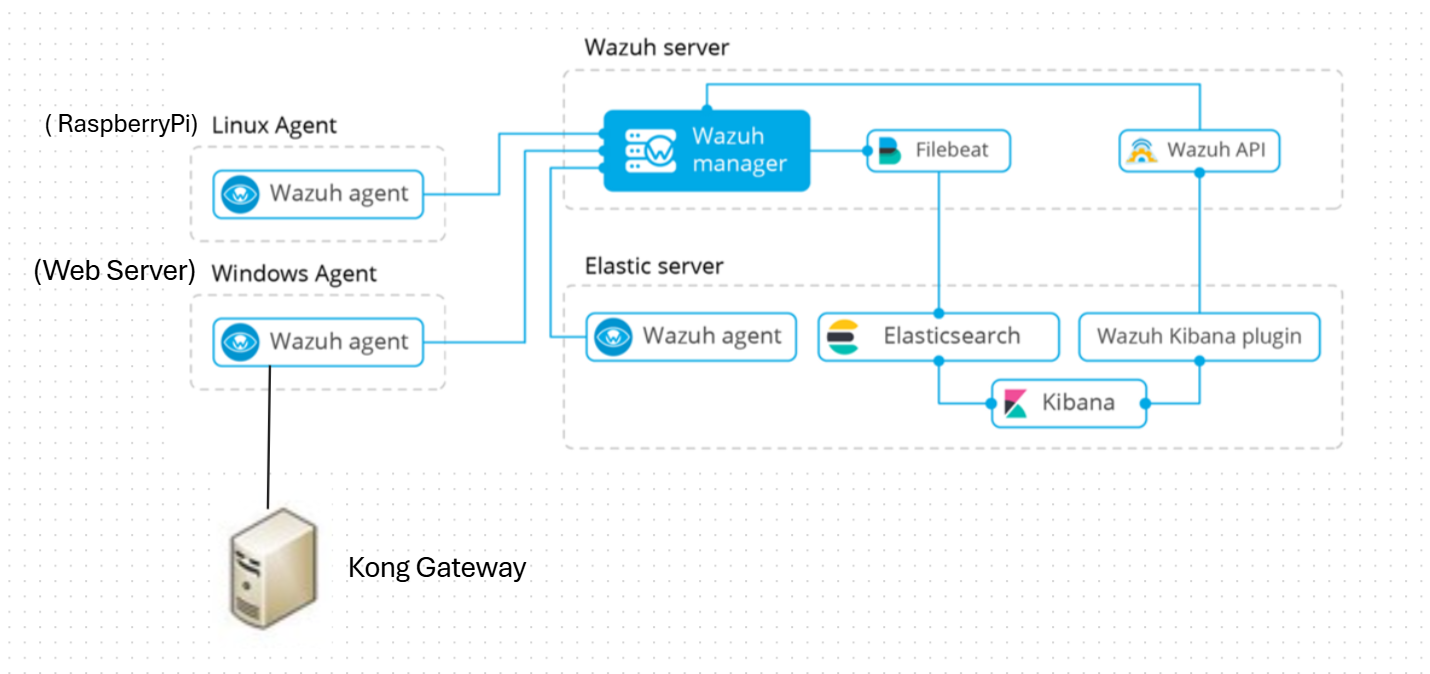 Wazuh server
Wazuh
manager
Filebeat
Wazuh API
( RaspberryPi) Linux Agent
Wazuh agent
(Web Server) Windows Agent
Wazuh agent
Elastic server
Wazuh agent
Elasticsearch
Wazuh Kibana plugin
Kibana
Kong Gateway